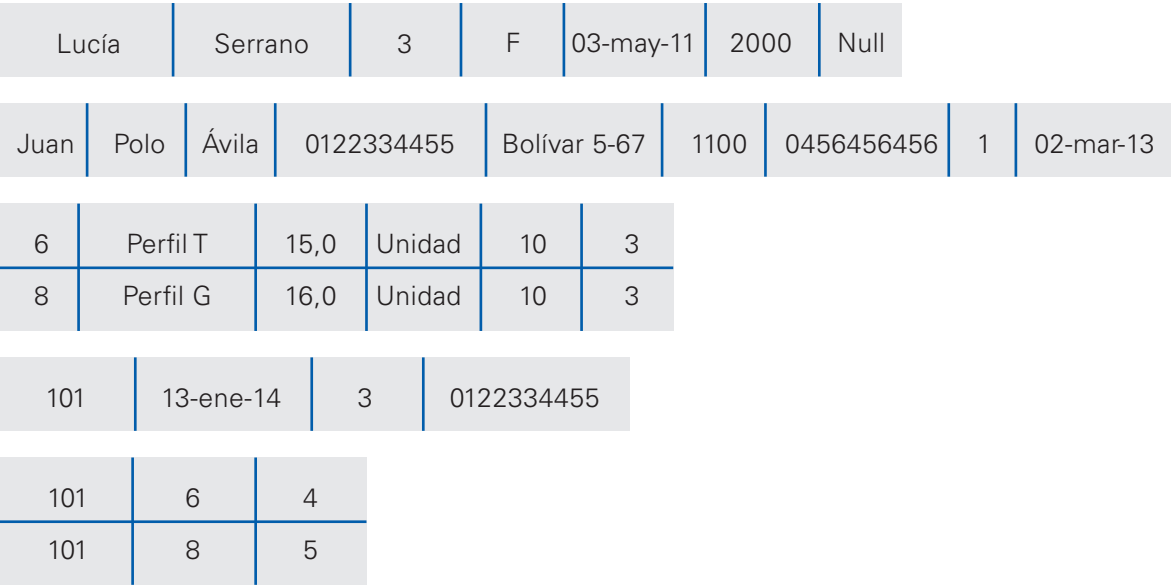 Lucía Serrano 3 F 03-may-11 2000 Null
Juan Polo Ávila 0122334455 Bolívar 5-67 1100 0456456456 1 02-mar-13
6 Perfil T 15,0 Unidad 10 3
8 Perfil G 16,0 Unidad 10 3
101 13-ene-14 3 0122334455
101 6 4
101 8 5